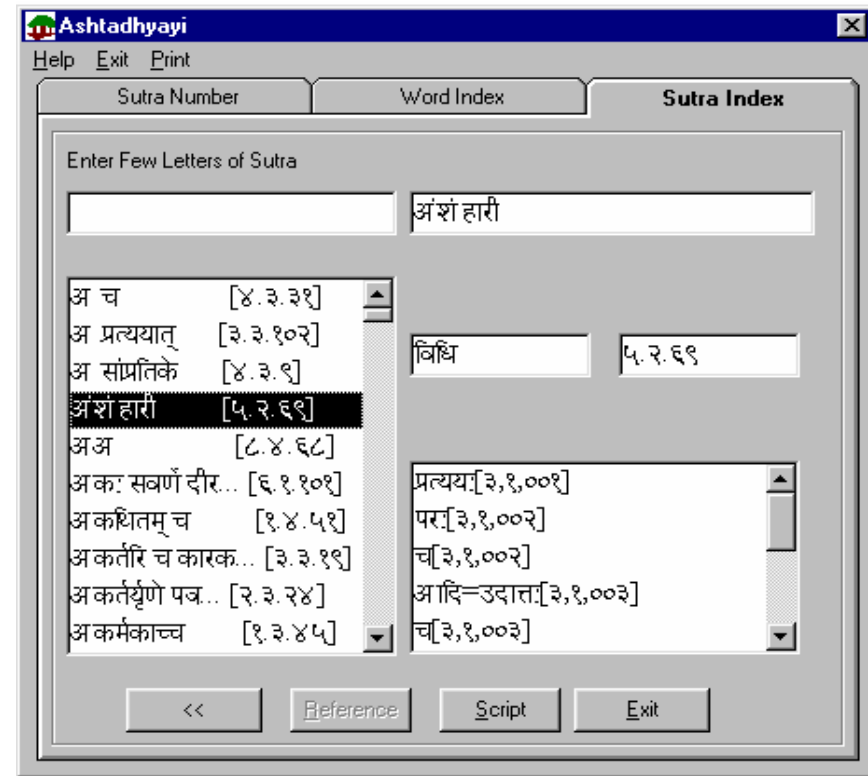 Ashtadhyayi
Help Exit Print
Sutra Number Word Index Sutra Index
Enter Few Letters of Sutra
अंशं हारी
अ च [४.३.३१]
अ प्रत्ययात् [३.३.१०२]
अ सांप्रतिके [४.३.९]
अंशं हारी [५.२.६९]
अअ [८.४.६८]
अकः सवर्णे दीर... [६.१.१०१]
अकथितम् च [१.४.५१]
अकर्तरि च कारक... [३.३.१९]
अकर्तर्यृणे पञ... [२.३.२४]
अकर्मकाच्च [१.३.४५]
विधि ५.२.६९
प्रत्ययः[३,१,००१]
परः[३,१,००२]
च[३,१,००२]
आदि=उदात्तः[३,१,००३]
च[३,१,००३]
<< Reference Script Exit